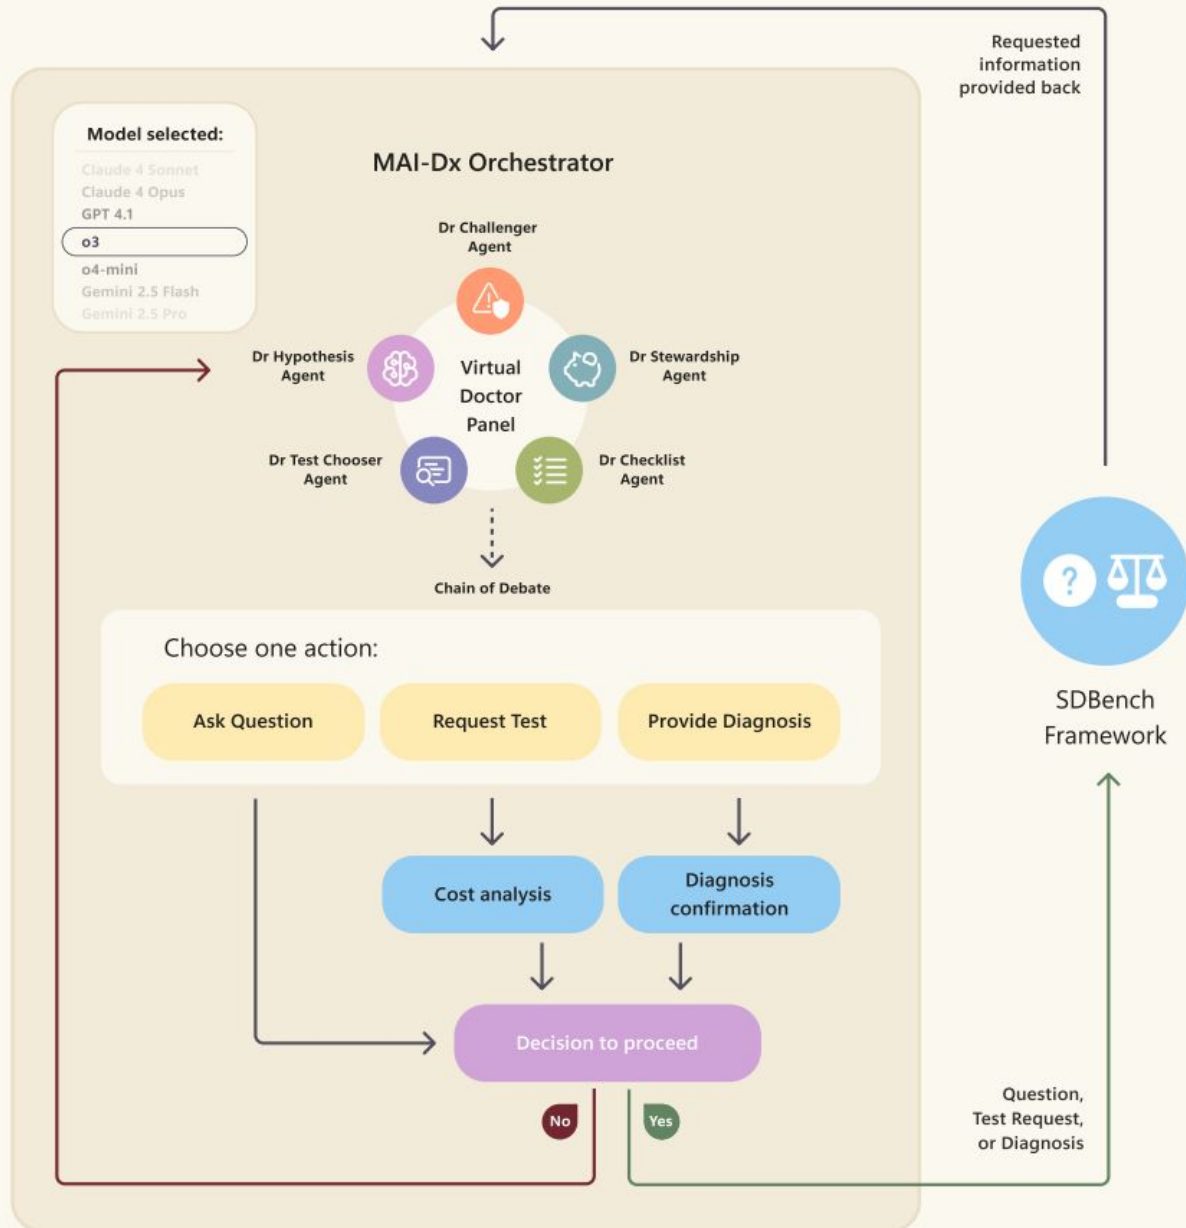 Requested
information
provided back
Model selected:
Claude 4 Sonnet
Claude 4 Opus
GPT 4.1
o3
o4-mini
Gemini 2.5 Flash
Gemini 2.5 Pro
MAI-Dx Orchestrator
Dr Challenger
Agent
Dr Hypothesis
Agent
Virtual
Doctor
Panel
Dr Stewardship
Agent
Dr Test Chooser
Agent
Dr Checklist
Agent
Chain of Debate
Choose one action:
Ask Question
Request Test
Provide Diagnosis
?
SDBench
Framework
Cost analysis
Diagnosis
confirmation
Decision to proceed
No
Yes
Question,
Test Request,
or Diagnosis